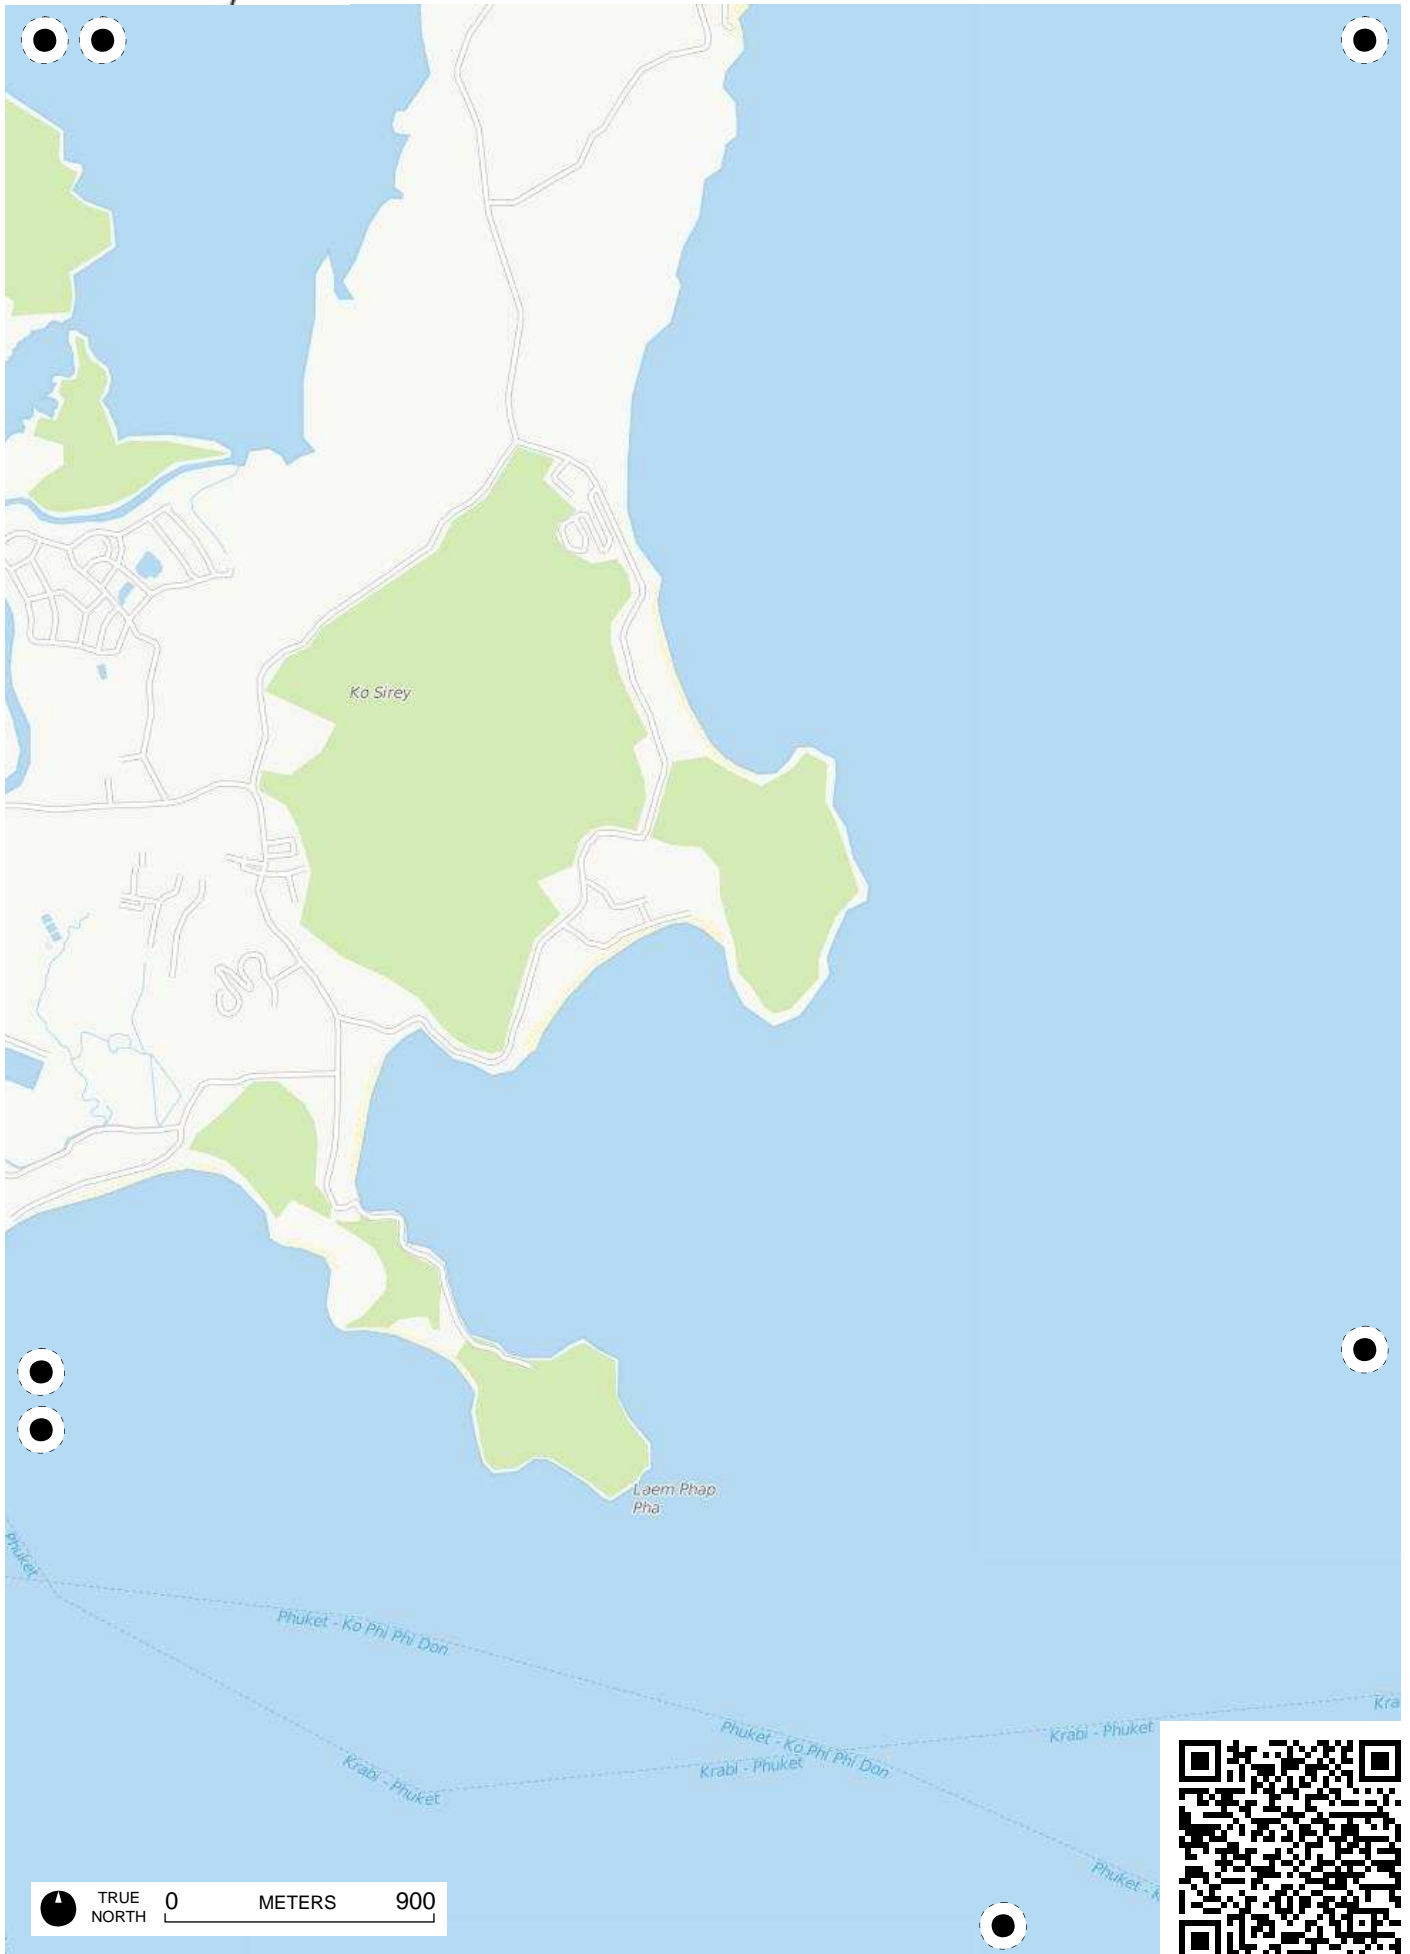 Ko Sirey
Laem Phap
Pha
Phuket
Phuket - Ko Phi Phi Don
Kra
Krabi - Phuket
Phuket - Ko Phi Phi Don
Krabi - Phuket
Krabi - Phuket
Phuket - K
TRUE
NORTH
0 METERS 900